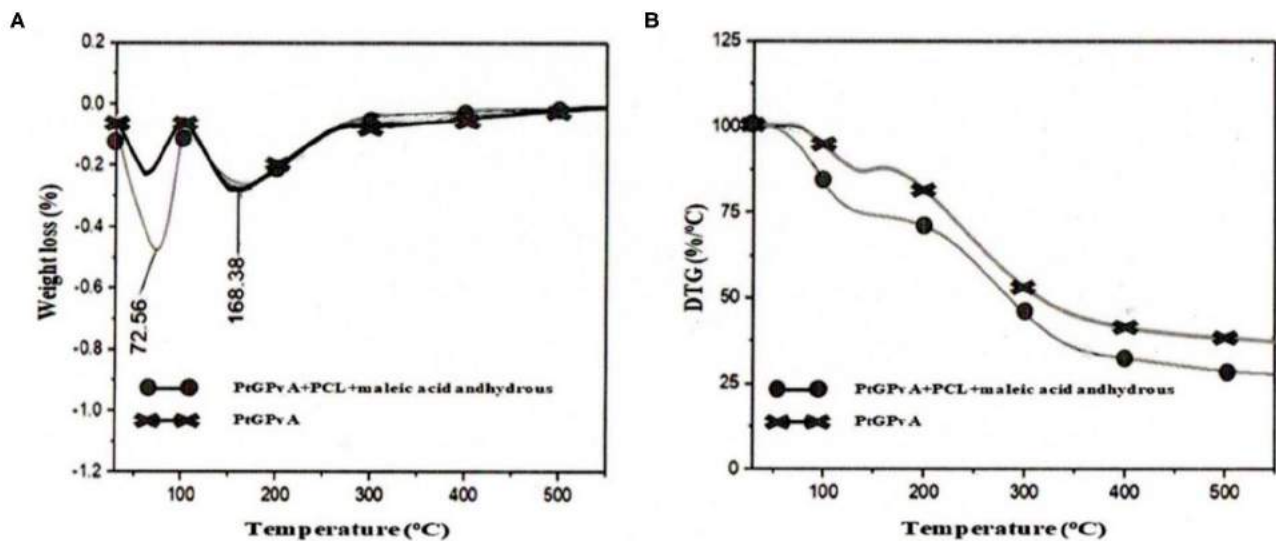 A
0.2
0.0
-0.2
-0.4
-0.6
-0.8
-1.0
-1.2
Weight loss (%)
72.56
168.38
PtGPvA+PCL+maleic acid andhydrous
PtGPvA
100 200 300 400 500
Temperature (ºC)
B
125
100
75
50
25
0
DTG (%/ºC)
PtGPvA+PCL+maleic acid andhydrous
PtGPvA
100 200 300 400 500
Temperature (ºC)